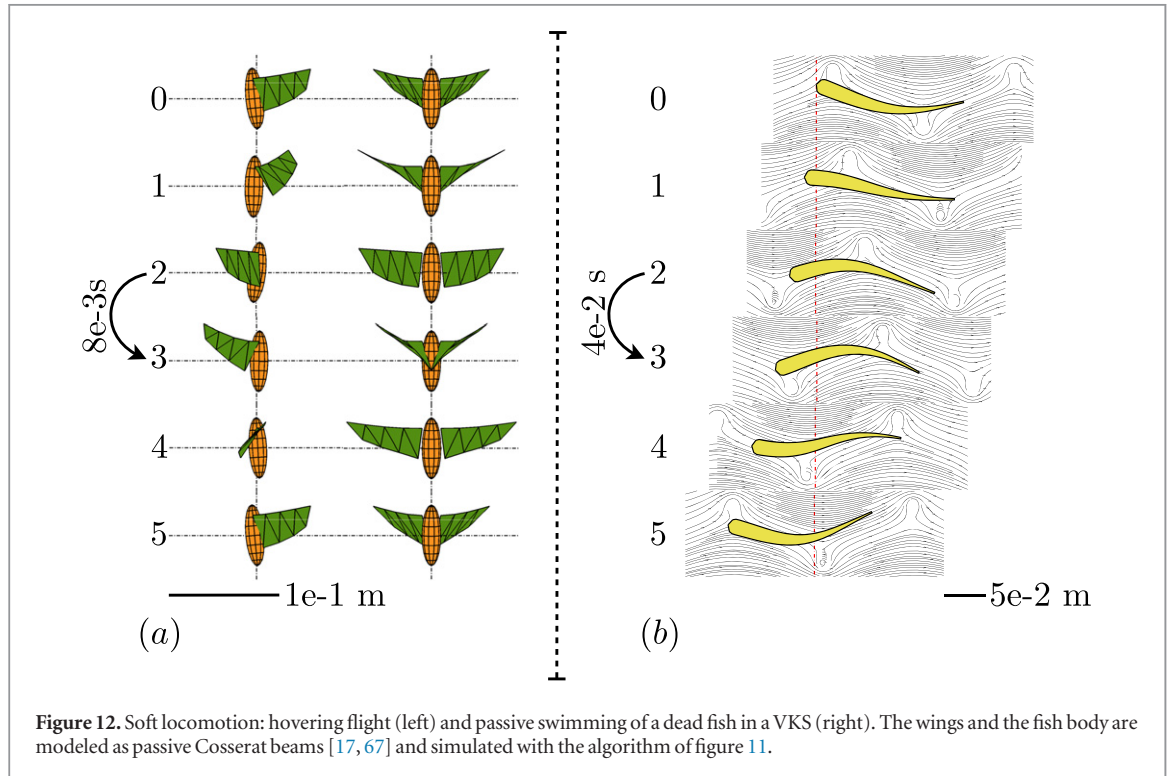 0
1
2
3
4
5
8e-3s
1e-1 m
(a)
0
1
2
3
4
5
4e-2 s
5e-2 m
(b)
Figure 12. Soft locomotion: hovering flight (left) and passive swimming of a dead fish in a VKS (right). The wings and the fish body are
modeled as passive Cosserat beams [17, 67] and simulated with the algorithm of figure 11.